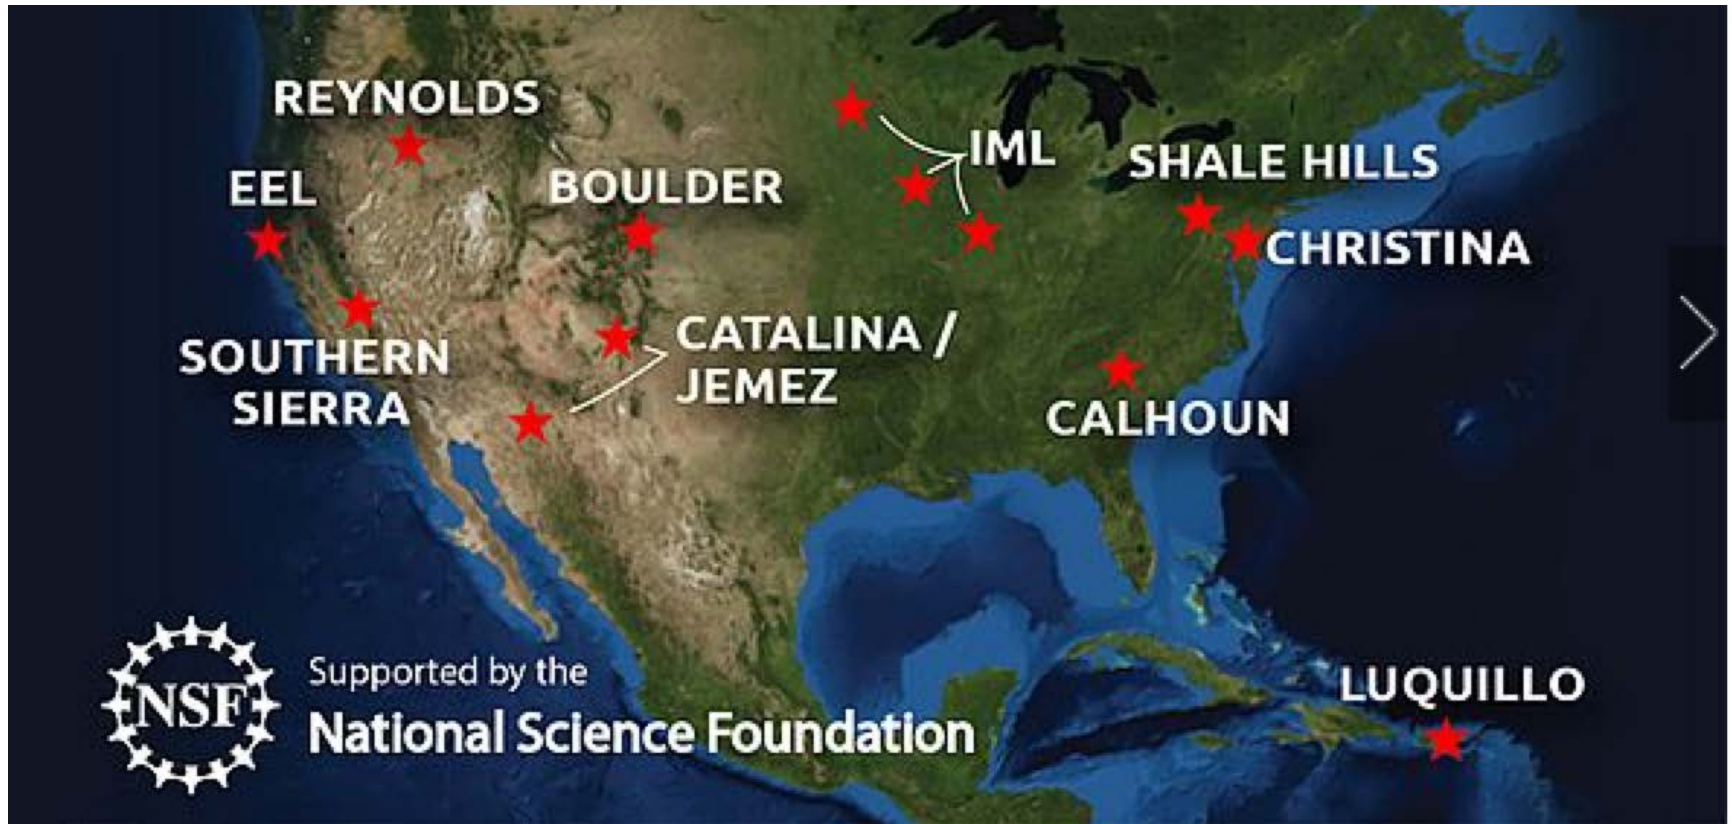 REYNOLDS
IML
SHALE HILLS
EEL
BOULDER
CHRISTINA
CATALINA /
JEMEZ
SOUTHERN
SIERRA
CALHOUN
LUQUILLO
NSF
Supported by the
National Science Foundation